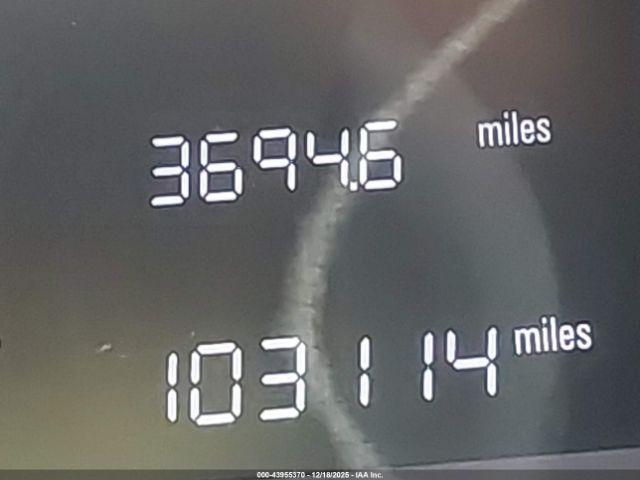 3694.6 miles
103114 miles
000-43955370 - 12/18/2025 - IAA Inc.